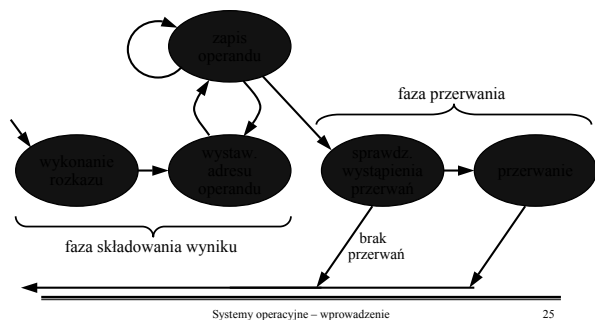 zapis
operandu
faza przerwania
wykonanie
rozkazu
wystaw.
adresu
operandu
sprawdz.
wystąpienia
przerwań
przerwanie
faza składowania wyniku
brak
przerwań
Systemy operacyjne – wprowadzenie
25